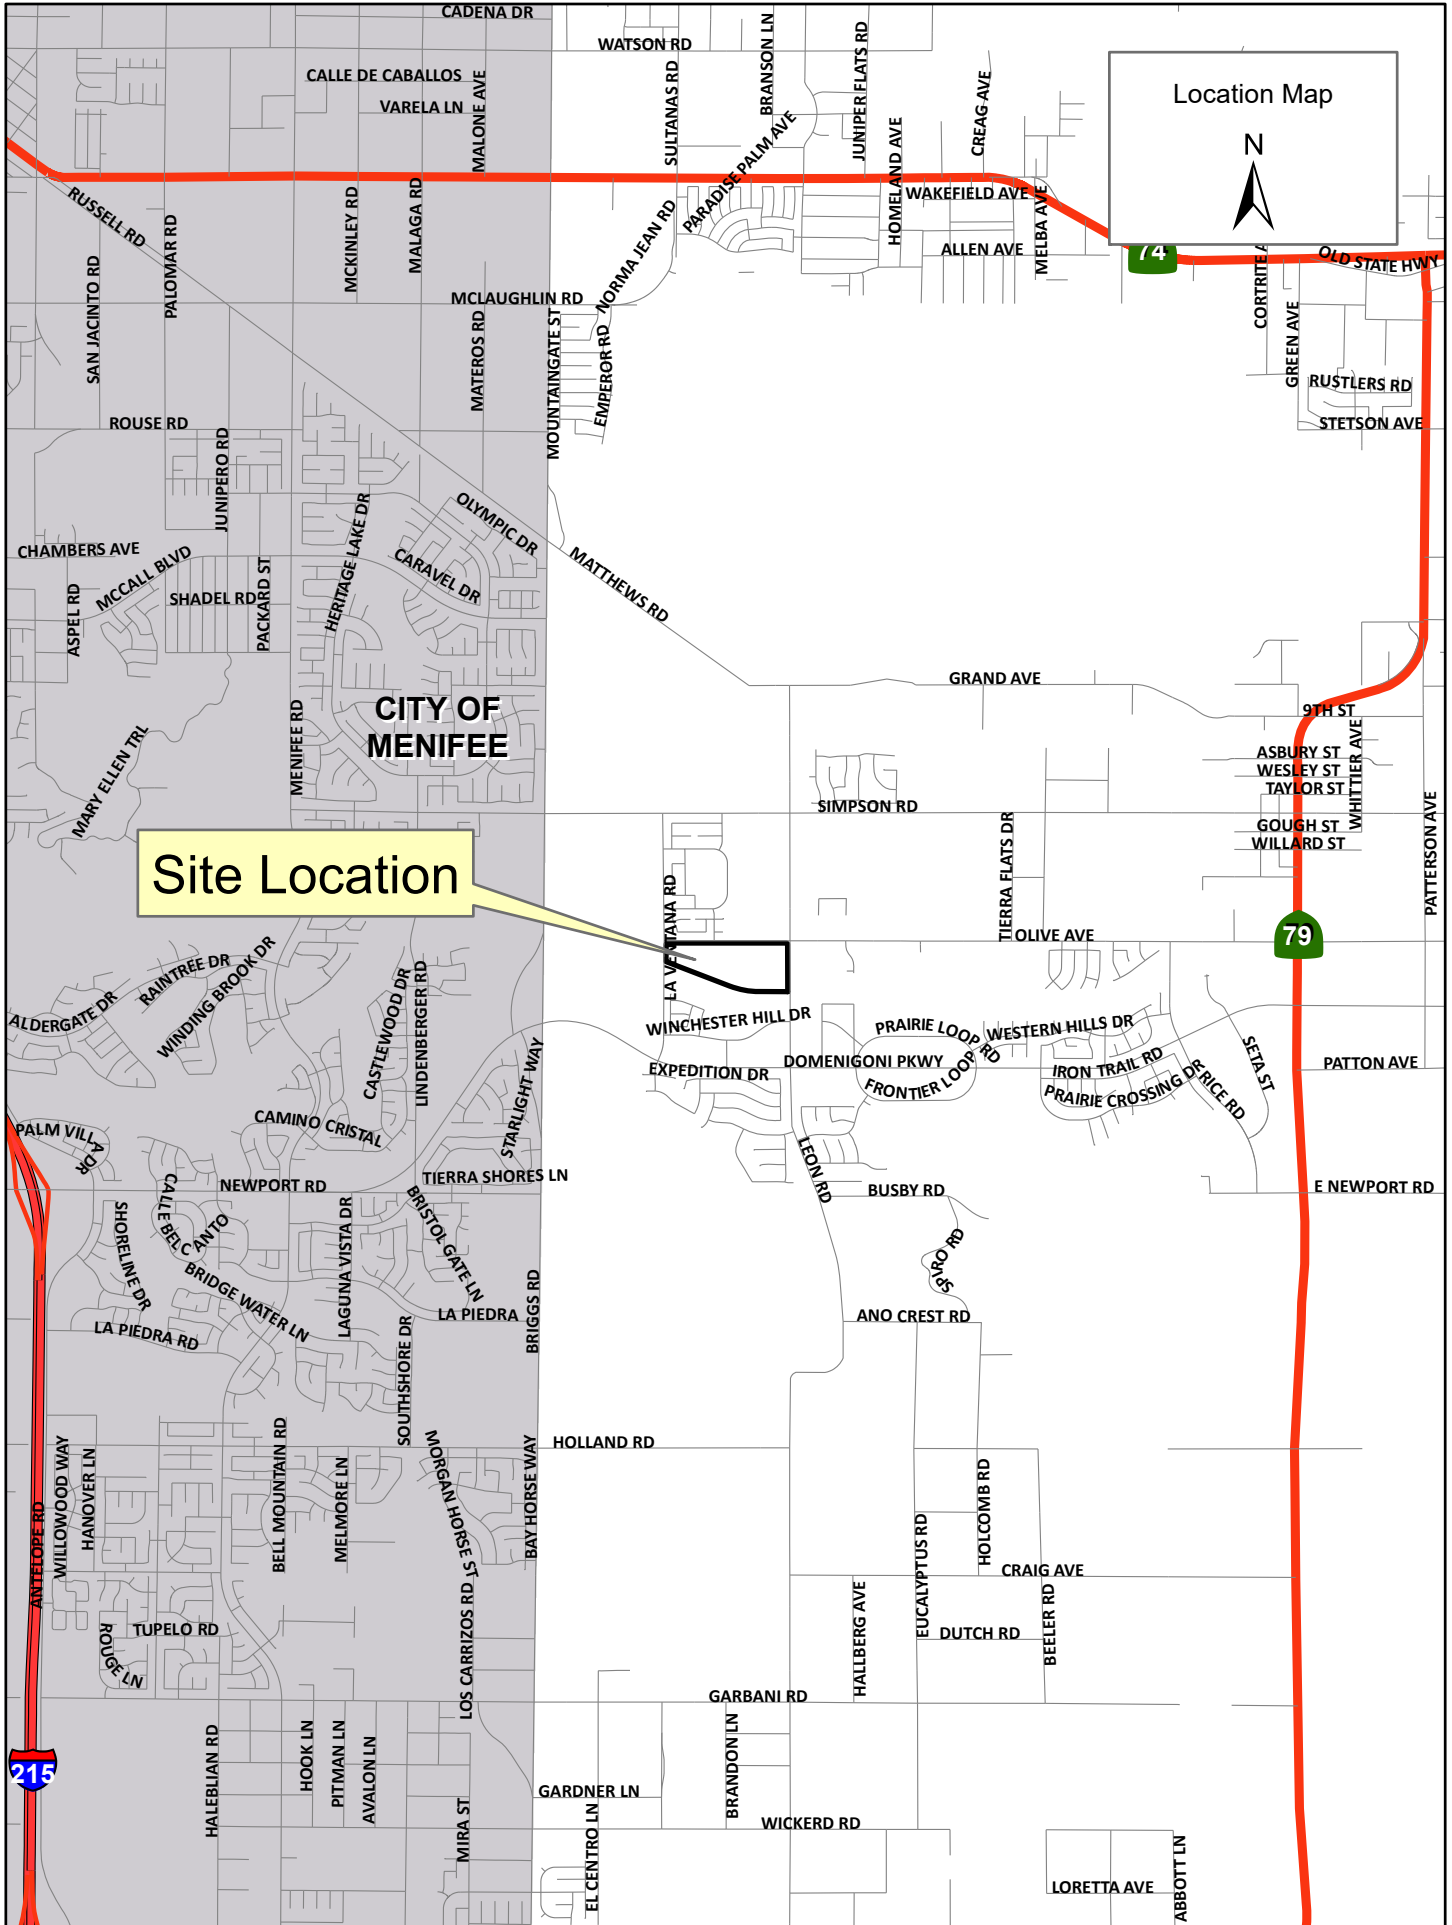 CADENA DR
WATSON RD
BRANSON LN
JUNIPER FLATS RD
CALLE DE CABALLOS
VARELA LN
MALONE AVE
SULTANAS RD
PARADISE PALM AVE
HOMELAND AVE
CREAG AVE
Location Map
N
RUSSELL RD
PALOMAR RD
MCKINLEY RD
MALAGA RD
NORMA JEAN RD
WAKEFIELD AVE
ALLEN AVE
MELBA AVE
74
CORTRITE A
OLD STATE HWY
SAN JACINTO RD
MCLAUGHLIN RD
MATEROS RD
MOUNTAINGATE ST
EMPEROR RD
GREEN AVE
RUSTLERS RD
STETSON AVE
ROUSE RD
JUNIPERO RD
HERITAGE LAKE DR
OLYMPIC DR
CHAMBERS AVE
MCCALL BLVD
CARAVEL DR
MATTHEWS RD
ASPEL RD
SHADEL RD
PACKARD ST
GRAND AVE
CITY OF
MENIFEE
MENIFEE RD
MARY ELLEN TRL
9TH ST
ASBURY ST
WESLEY ST
TAYLOR ST
WHITTIER AVE
SIMPSON RD
GOUGH ST
WILLARD ST
PATTERSON AVE
TIERRA FLATS DR
Site Location
LA VENTANA RD
OLIVE AVE
79
RAINTREE DR
WINDING BROOK DR
ALDERGATE DR
CASTLEWOOD DR
LINDENBERGER RD
WINCHESTER HILL DR
PRAIRIE LOOP RD
WESTERN HILLS DR
EXPEDITION DR
DOMENIGONI PKWY
FRONTIER LOOP
IRON TRAIL RD
PRAIRIE CROSSING DR
RICE RD
SETA ST
PATTON AVE
STARLIGHT WAY
CAMINO CRISTAL
PALM VILLA DR
NEWPORT RD
TIERRA SHORES LN
LEON RD
BUSBY RD
E NEWPORT RD
CALLE BEL CANTO
SHORELINE DR
LAGUNA VISTA DR
BRISTOL GATE LN
SPIRO RD
BRIDGE WATER LN
LA PIEDRA RD
LA PIEDRA
BRIGGS RD
ANO CREST RD
SOUTHSHORE DR
HOLLAND RD
WILLOWOOD WAY
HANOVER LN
BELL MOUNTAIN RD
MELMORE LN
MORGAN HORSE ST
BAY HORSE WAY
ANTELOPE RD
EUCALYPTUS RD
HOLCOMB RD
CRAIG AVE
HALLBERG AVE
DUTCH RD
BEELER RD
TUPELO RD
ROUGE LN
LOS CARRIZOS RD
GARBANI RD
215
HALEBLIAN RD
HOOK LN
PITMAN LN
AVALON LN
BRANDON LN
GARDNER LN
MIRA ST
EL CENTRO LN
WICKERD RD
LORETTA AVE
ABBOTT LN